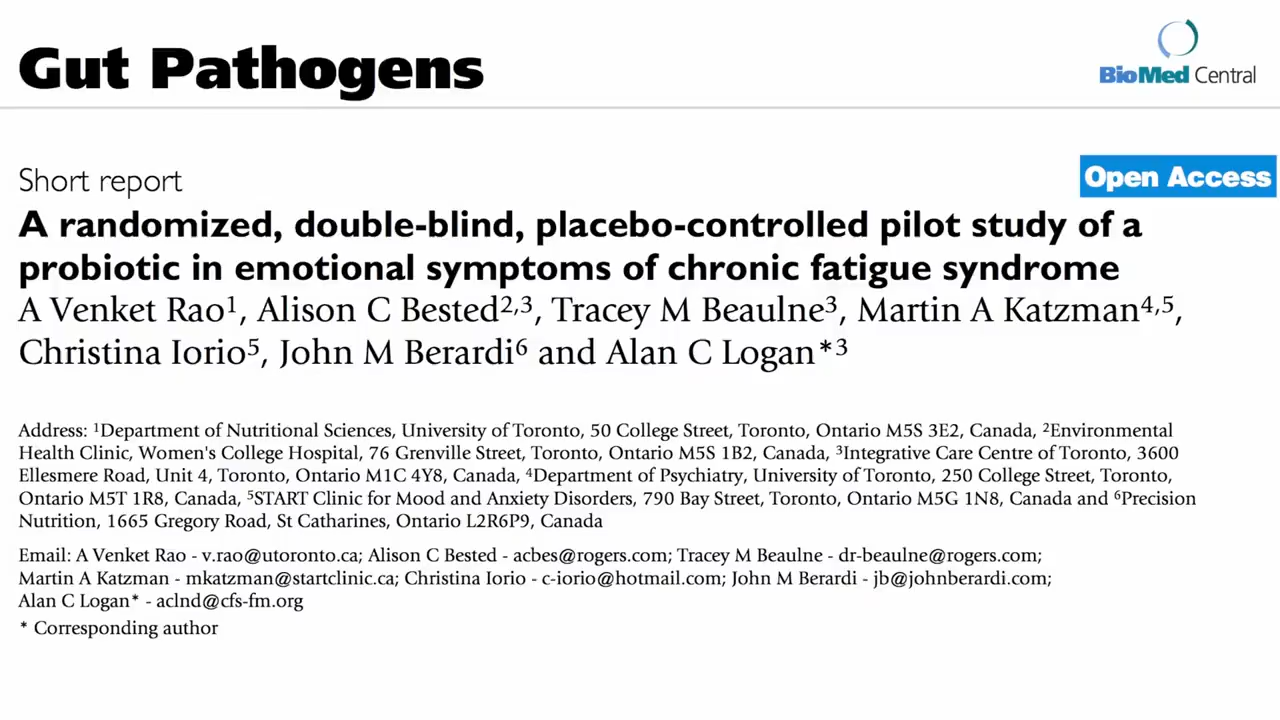 Gut Pathogens
BioMed Central
Short report
Open Access
A randomized, double-blind, placebo-controlled pilot study of a
probiotic in emotional symptoms of chronic fatigue syndrome
A Venket Rao¹, Alison C Bested²,³, Tracey M Beaulne³, Martin A Katzman⁴,⁵,
Christina Iorio⁵, John M Berardi⁶ and Alan C Logan*³
Address: ¹Department of Nutritional Sciences, University of Toronto, 50 College Street, Toronto, Ontario M5S 3E2, Canada, ²Environmental
Health Clinic, Women's College Hospital, 76 Grenville Street, Toronto, Ontario M5S 1B2, Canada, ³Integrative Care Centre of Toronto, 3600
Ellesmere Road, Unit 4, Toronto, Ontario M1C 4Y8, Canada, ⁴Department of Psychiatry, University of Toronto, 250 College Street, Toronto,
Ontario M5T 1R8, Canada, ⁵START Clinic for Mood and Anxiety Disorders, 790 Bay Street, Toronto, Ontario M5G 1N8, Canada and ⁶Precision
Nutrition, 1665 Gregory Road, St Catharines, Ontario L2R6P9, Canada
Email: A Venket Rao - v.rao@utoronto.ca; Alison C Bested - acbes@rogers.com; Tracey M Beaulne - dr-beaulne@rogers.com;
Martin A Katzman - mkatzman@startclinic.ca; Christina Iorio - c-iorio@hotmail.com; John M Berardi - jb@johnberardi.com;
Alan C Logan* - aclnd@cfs-fm.org
* Corresponding author